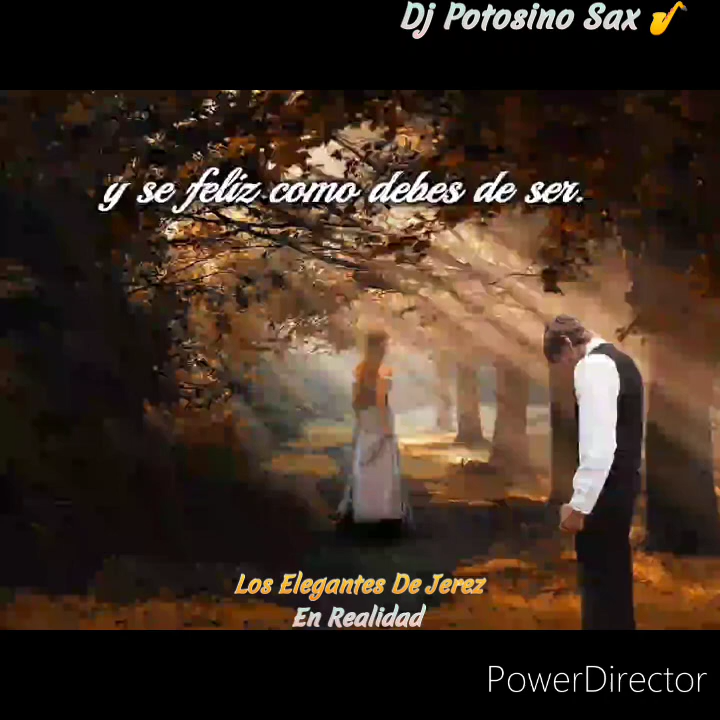 Dj Potosino Sax 🎷
y se feliz como debes de ser.
Los Elegantes De Jerez
En Realidad
PowerDirector